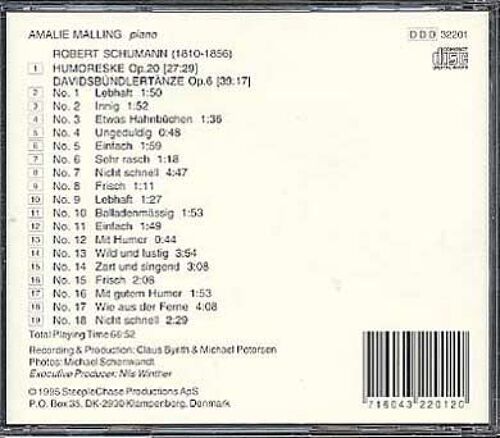 AMALIE MALLING piano
DDD 32201
ROBERT SCHUMANN (1810-1856)
COMPACT
disc
DIGITAL AUDIO
1 HUMORESKE Op.20 [27:29]
DAVIDSBÜNDLERTÄNZE Op.6 [39:17]
2 No. 1 Lebhaft 1:50
3 No. 2 Innig 1:52
4 No. 3 Etwas Hahnbüchen 1:36
5 No. 4 Ungeduldig 0:48
6 No. 5 Einfach 1:59
7 No. 6 Sehr rasch 1:18
8 No. 7 Nicht schnell 4:47
9 No. 8 Frisch 1:11
10 No. 9 Lebhaft 1:27
11 No. 10 Balladenmässig 1:53
12 No. 11 Einfach 1:49
13 No. 12 Mit Humor 0:44
14 No. 13 Wild und lustig 3:54
15 No. 14 Zart und singend 3:08
16 No. 15 Frisch 2:08
17 No. 16 Mit gutem Humor 1:53
18 No. 17 Wie aus der Ferne 4:08
19 No. 18 Nicht schnell 2:29
Total Playing Time 66:52
Recording & Production: Claus Byrith & Michael Petersen
Photos: Michael Schønwandt
Executive Producer: Nils Winther
© 1995 SteepleChase Productions ApS
P.O. Box 35, DK-2930 Klampenborg, Denmark
716043 220120